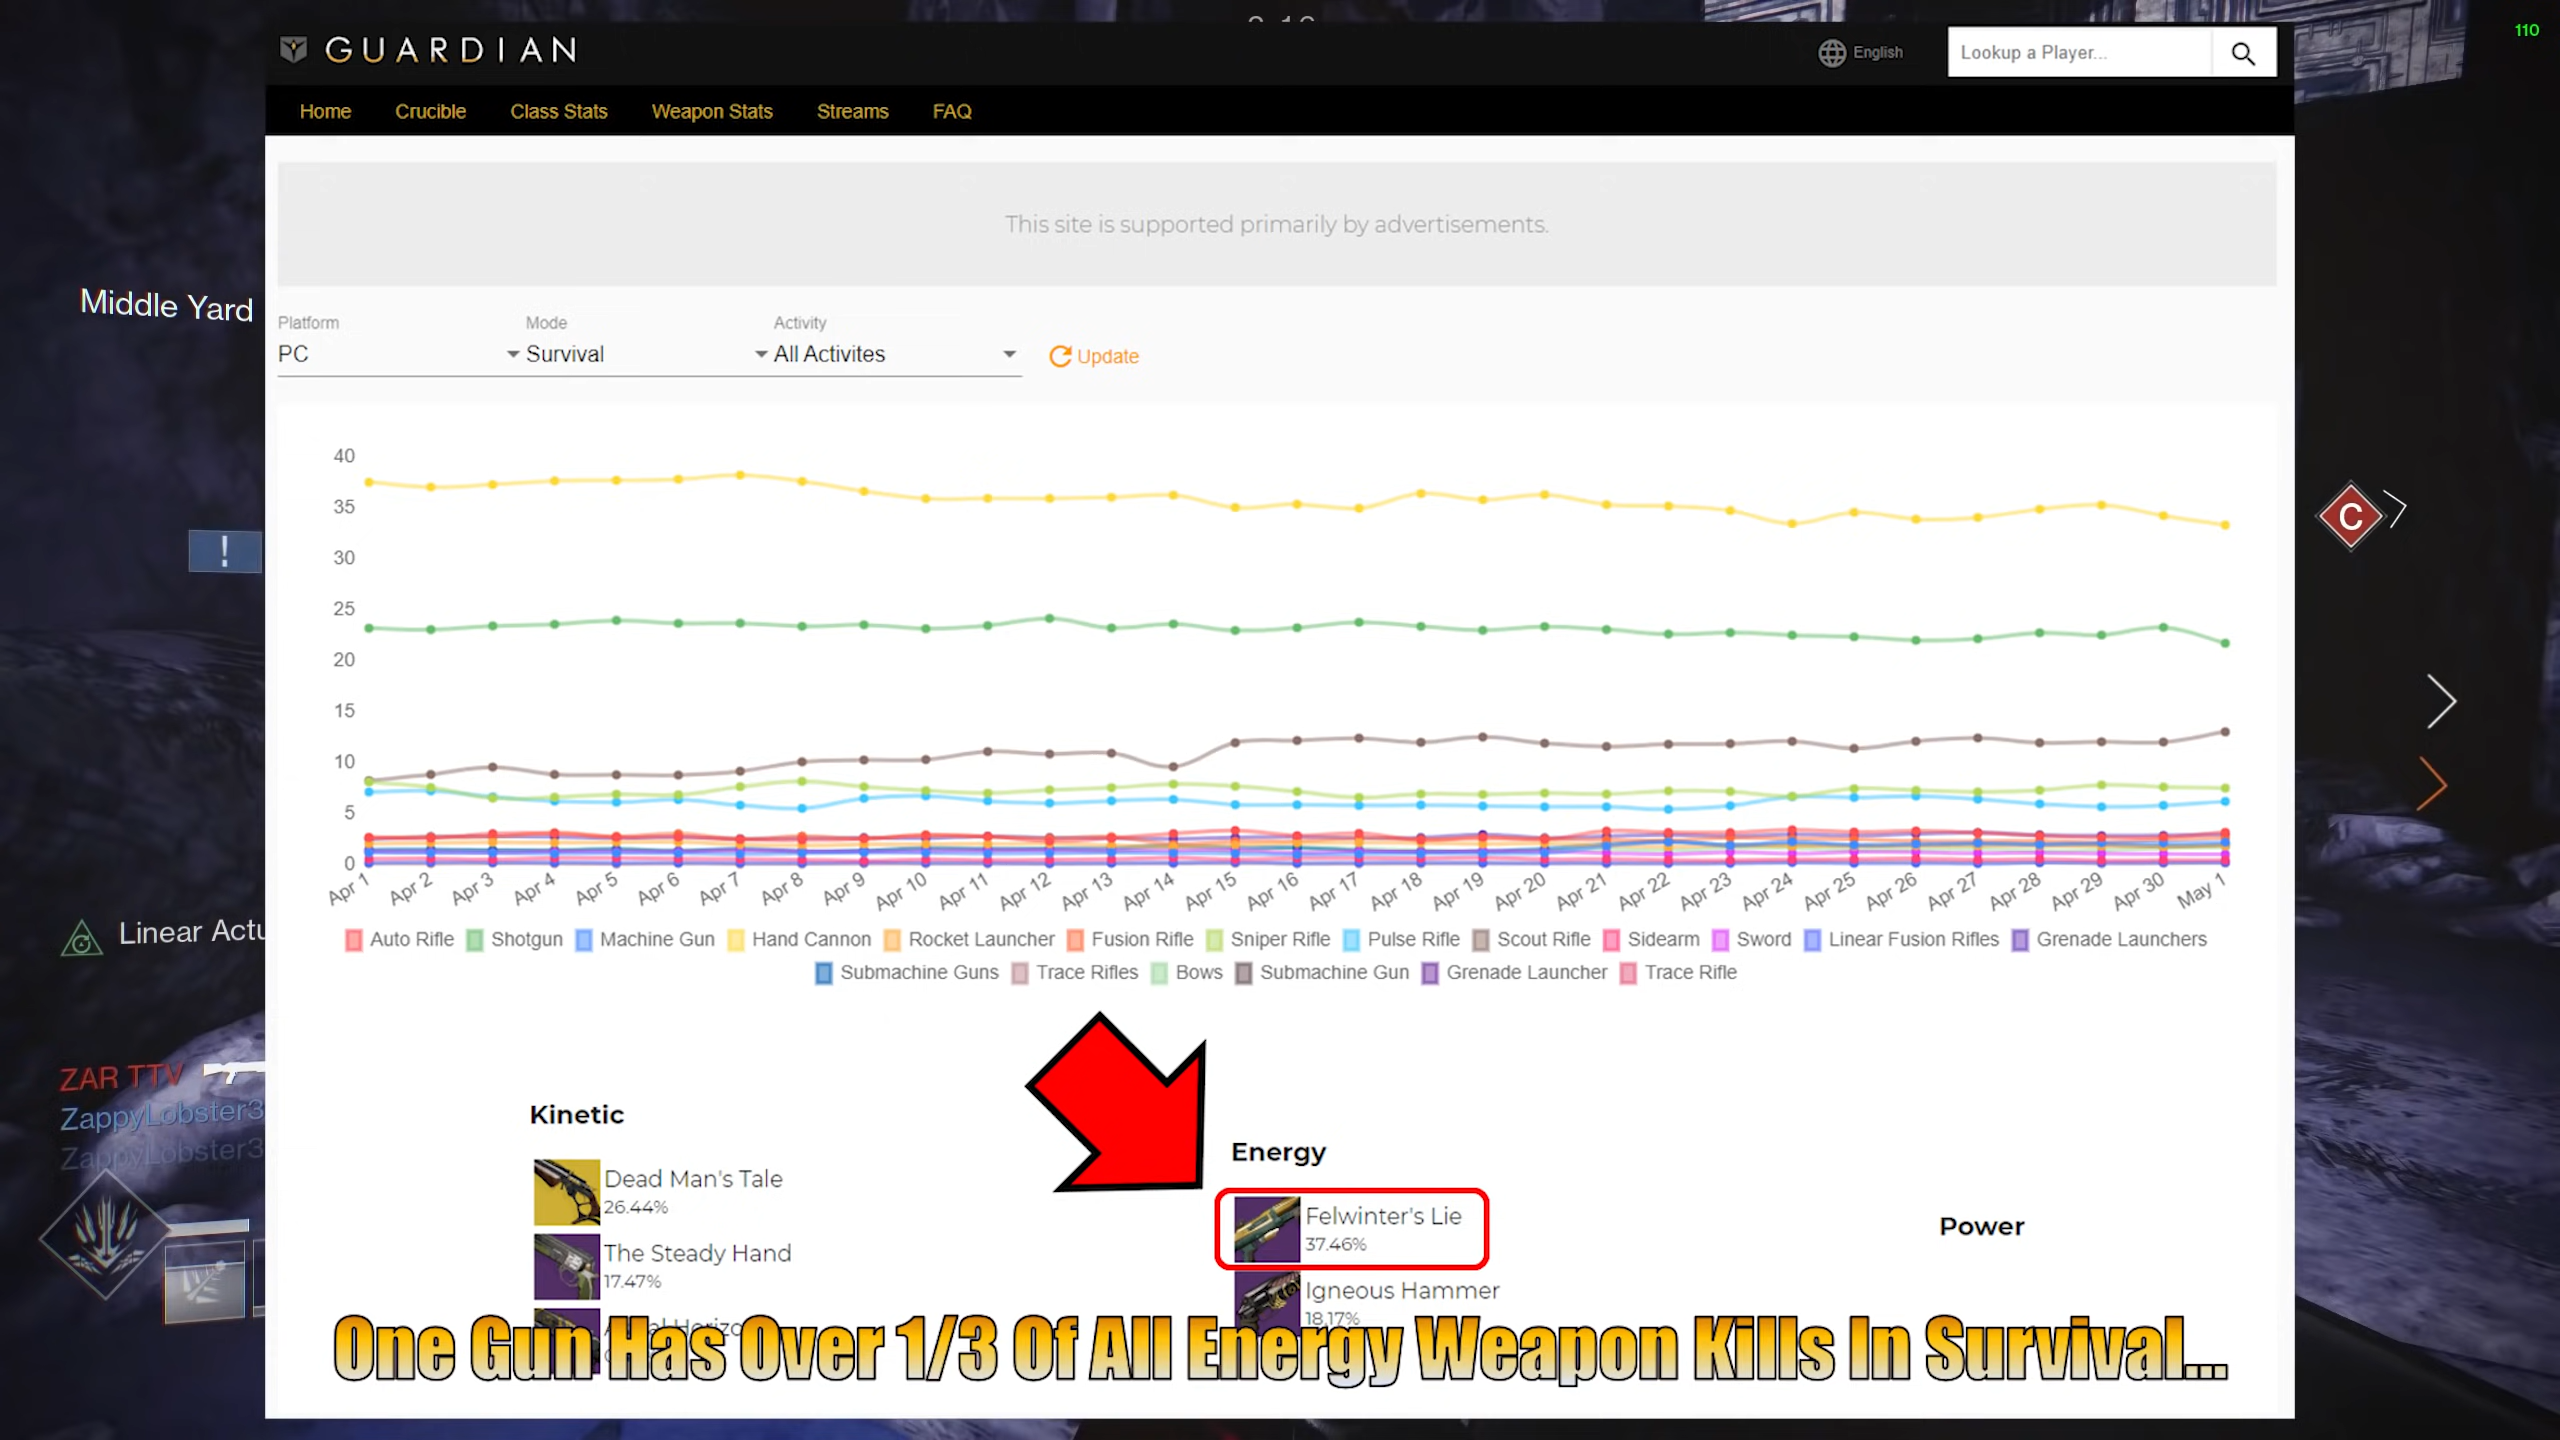 110
GUARDIAN
English
Lookup a Player...
Home Crucible Class Stats Weapon Stats Streams FAQ
This site is supported primarily by advertisements.
Middle Yard
Platform Mode Activity
PC Survival All Activites Update
!
C
40
35
30
25
20
15
10
5
0
Apr 1 Apr 2 Apr 3 Apr 4 Apr 5 Apr 6 Apr 7 Apr 8 Apr 9 Apr 10 Apr 11 Apr 12 Apr 13 Apr 14 Apr 15 Apr 16 Apr 17 Apr 18 Apr 19 Apr 20 Apr 21 Apr 22 Apr 23 Apr 24 Apr 25 Apr 26 Apr 27 Apr 28 Apr 29 Apr 30 May 1
Linear Actu
Auto Rifle Shotgun Machine Gun Hand Cannon Rocket Launcher Fusion Rifle Sniper Rifle Pulse Rifle Scout Rifle Sidearm Sword Linear Fusion Rifles Grenade Launchers
Submachine Guns Trace Rifles Bows Submachine Gun Grenade Launcher Trace Rifle
ZAR TTV
ZappyLobster3
ZappyLobster3
Kinetic
Dead Man's Tale
26.44%
The Steady Hand
17.47%
Energy
Felwinter's Lie
37.46%
Igneous Hammer
18.17%
Power
One Gun Has Over 1/3 Of All Energy Weapon Kills In Survival...